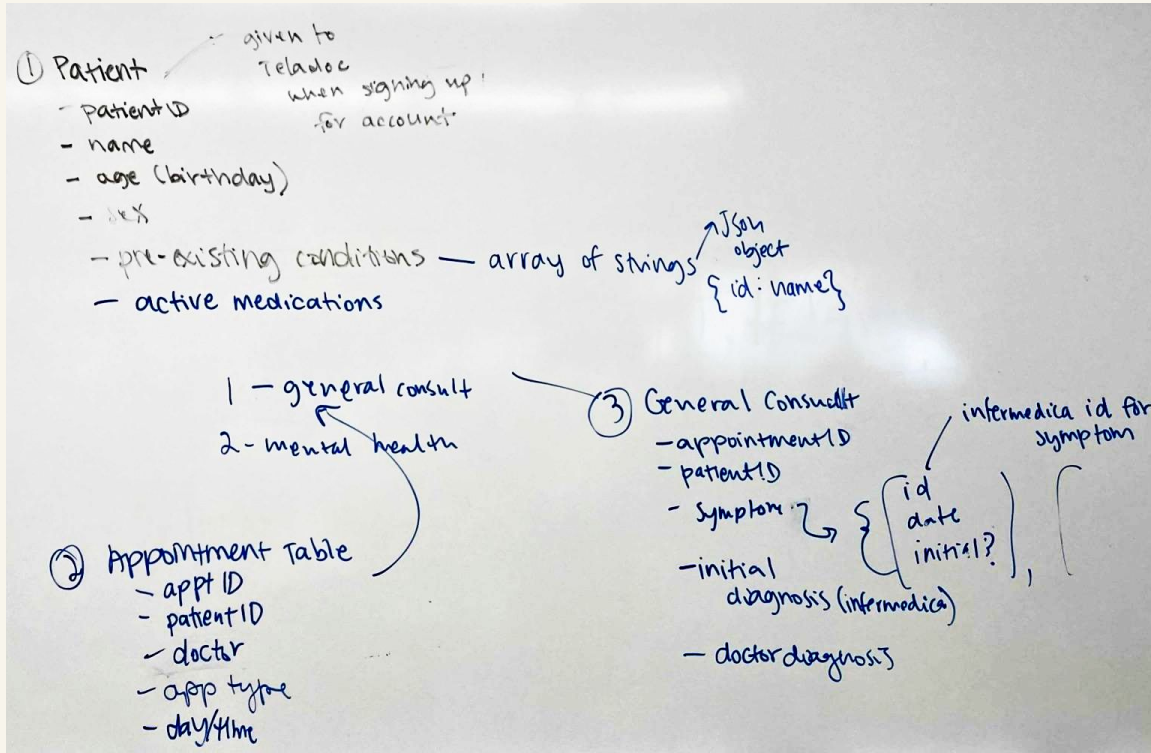 ① Patient
- patientID
- name
- age (birthday)
- sex
- pre-existing conditions — array of strings
- active medications
- given to
Teladoc
when signing up
for account
Json
object
{id: name}
1 - general consult
2 - mental health
② Appointment Table
- appt ID
- patientID
- doctor
- app type
- day/time
③ General Consult
- appointmentID
- patientID
- symptom
- initial
diagnosis (infermedica)
- doctor diagnosis
{ ( id
date
initial? ) , (
infermedica id for
symptom